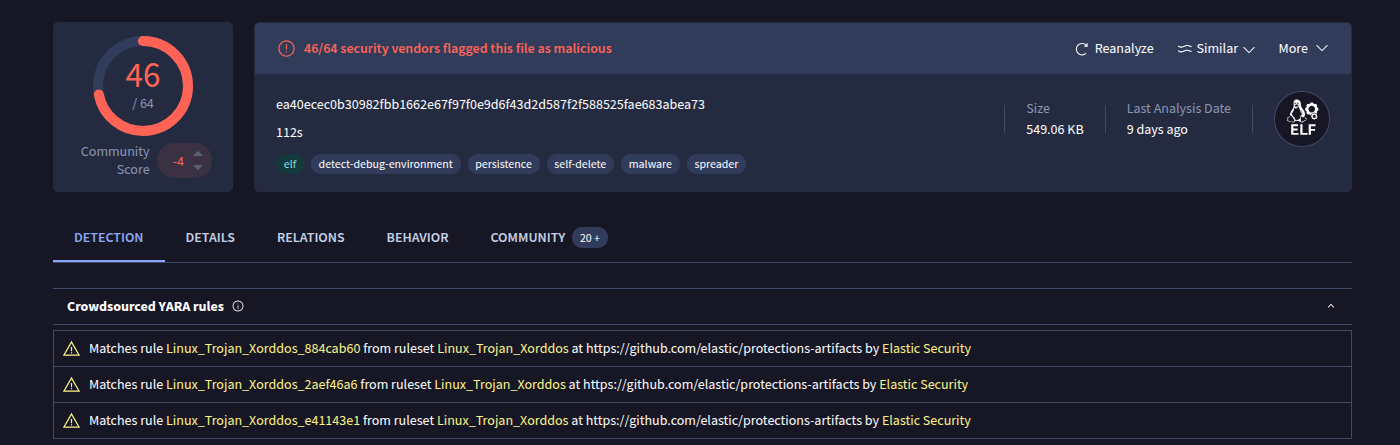 46
/ 64
Community
Score
-4
46/64 security vendors flagged this file as malicious
Reanalyze
Similar
More
ea40ecec0b30982fbb1662e67f97f0e9d6f43d2d587f2f588525fae683abea73
112s
elf detect-debug-environment persistence self-delete malware spreader
Size
549.06 KB
Last Analysis Date
9 days ago
ELF
DETECTION DETAILS RELATIONS BEHAVIOR COMMUNITY 20 +
Crowdsourced YARA rules
Matches rule Linux_Trojan_Xorddos_884cab60 from ruleset Linux_Trojan_Xorddos at https://github.com/elastic/protections-artifacts by Elastic Security
Matches rule Linux_Trojan_Xorddos_2aef46a6 from ruleset Linux_Trojan_Xorddos at https://github.com/elastic/protections-artifacts by Elastic Security
Matches rule Linux_Trojan_Xorddos_e41143e1 from ruleset Linux_Trojan_Xorddos at https://github.com/elastic/protections-artifacts by Elastic Security